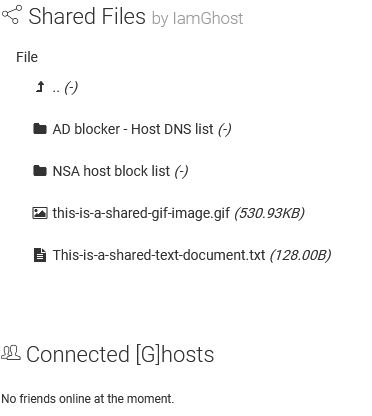 Shared Files by IamGhost
File
.. (-)
AD blocker - Host DNS list (-)
NSA host block list (-)
this-is-a-shared-gif-image.gif (530.93KB)
This-is-a-shared-text-document.txt (128.00B)
Connected [G]hosts
No friends online at the moment.